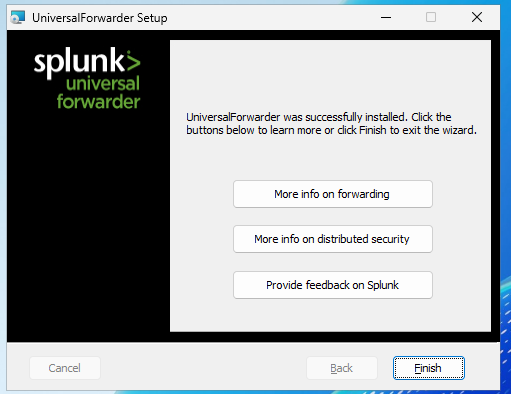 UniversalForwarder Setup
splunk>
universal
forwarder
UniversalForwarder was successfully installed. Click the
buttons below to learn more or click Finish to exit the wizard.
More info on forwarding
More info on distributed security
Provide feedback on Splunk
Cancel
Back
Finish